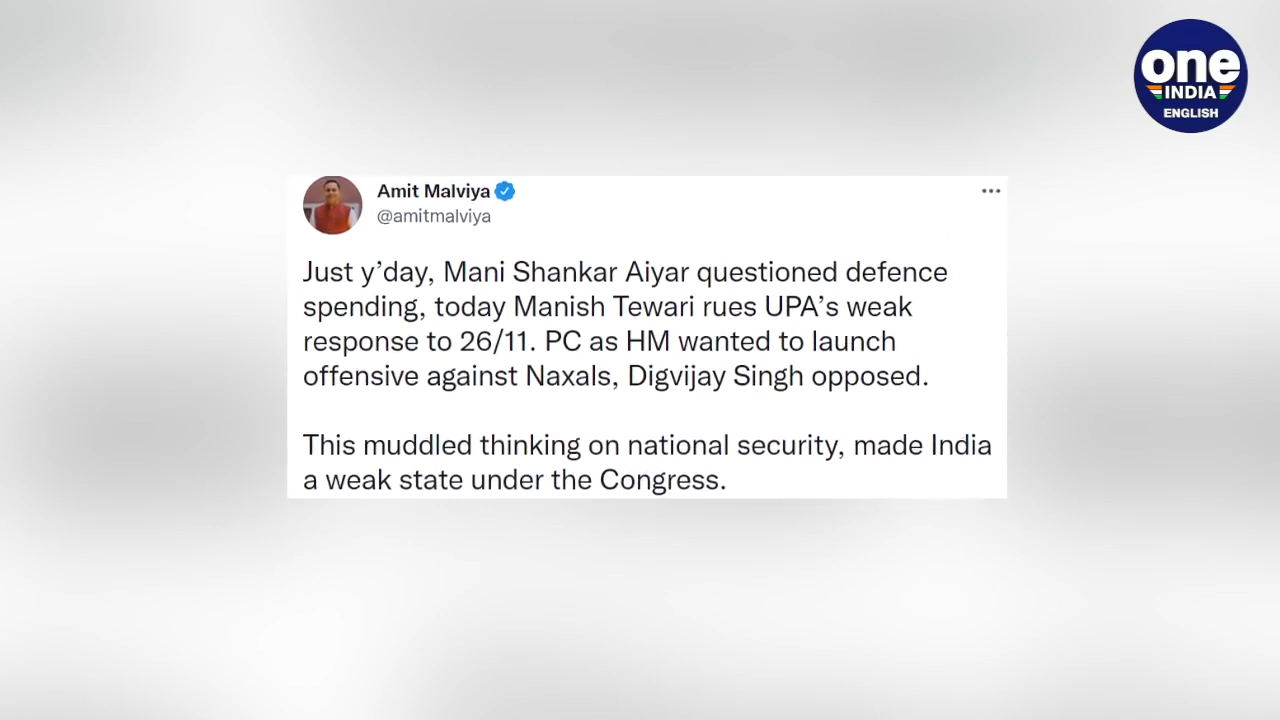 one
INDIA
ENGLISH
Amit Malviya
@amitmalviya
Just y’day, Mani Shankar Aiyar questioned defence
spending, today Manish Tewari rues UPA’s weak
response to 26/11. PC as HM wanted to launch
offensive against Naxals, Digvijay Singh opposed.
This muddled thinking on national security, made India
a weak state under the Congress.